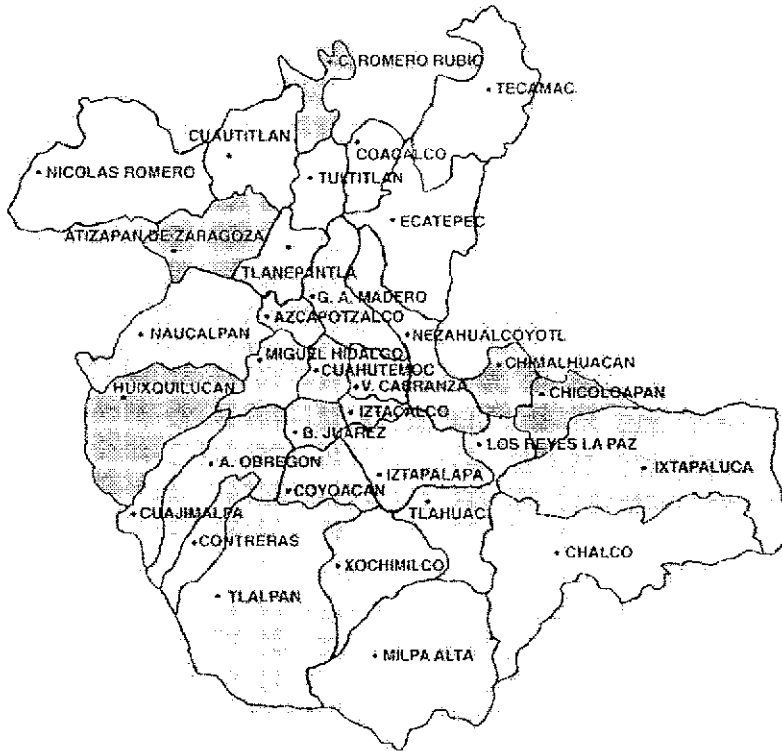 C. ROMERO RUBIO
TECAMAC
CUAUTITLAN
COACALCO
NICOLAS ROMERO
TULTITLAN
ECATEPEC
ATIZAPAN DE ZARAGOZA
TLANEPANTLA
G. A. MADERO
AZCAPOTZALCO
NAUCALPAN
NEZAHUALCOYOTL
MIGUEL HIDALGO
CUAHUTEMOC
CHIMALHUACAN
HUIXQUILUCAN
V. CARRANZA
CHICOLOAPAN
IZTACALCO
B. JUAREZ
LOS REYES LA PAZ
A. OBREGON
IZTAPALAPA
IXTAPALUCA
COYOACAN
TLAHUAC
CUAJIMALPA
CONTRERAS
CHALCO
XOCHIMILCO
TLALPAN
MILPA ALTA